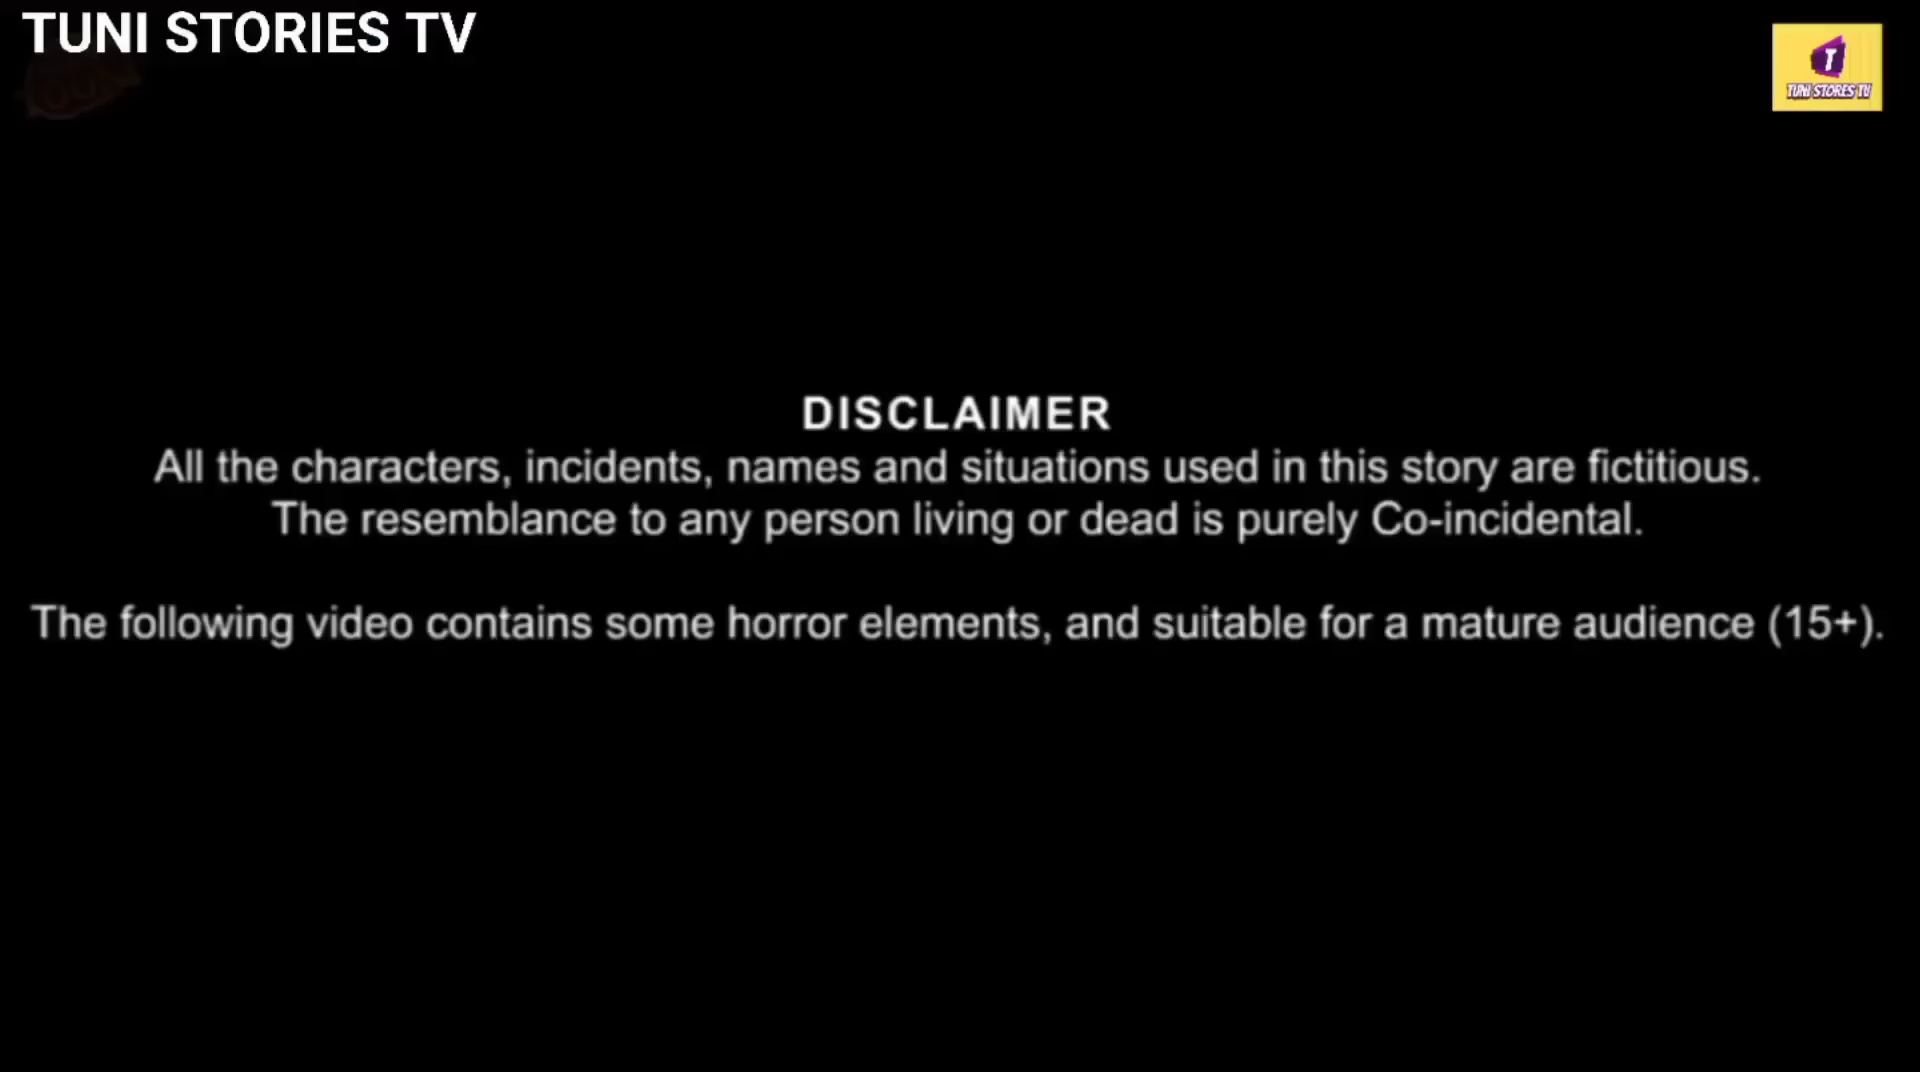 TUNI STORIES TV
T
TUNI STORES TV
DISCLAIMER
All the characters, incidents, names and situations used in this story are fictitious.
The resemblance to any person living or dead is purely Co-incidental.
The following video contains some horror elements, and suitable for a mature audience (15+).